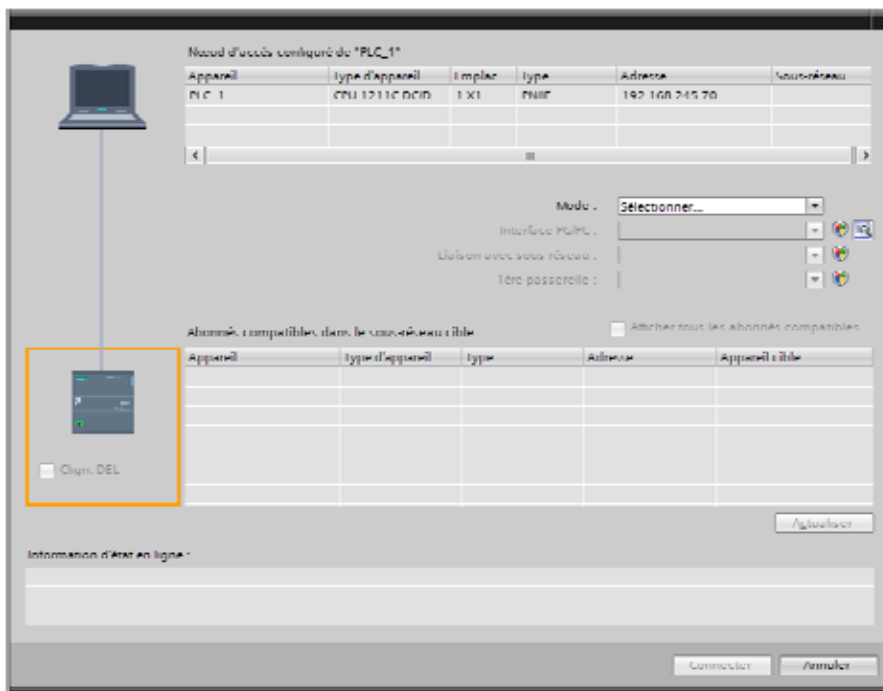 Nœud d'accès configuré de "PLC_1"
Appareil Type d'appareil Emplac Type Adresse Sous-réseau
PLC_1 CPU 1211C DC/D 1 X1 PN/IE 192.168.245.70
Mode : Sélectionner...
Interface PG/PC :
Liaison avec sous-réseau :
1ère passerelle :
Abonnés compatibles dans le sous-réseau cible
Afficher tous les abonnés compatibles
Appareil Type d'appareil Type Adresse Appareil cible
Clign. DEL
Actualiser
Information d'état en ligne :
Connecter Annuler